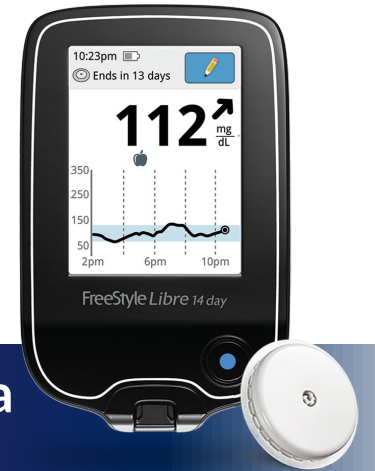 10:23pm
Ends in 13 days
112 mg/dL
350
250
150
50
2pm 6pm 10pm
FreeStyle Libre 14 day
a